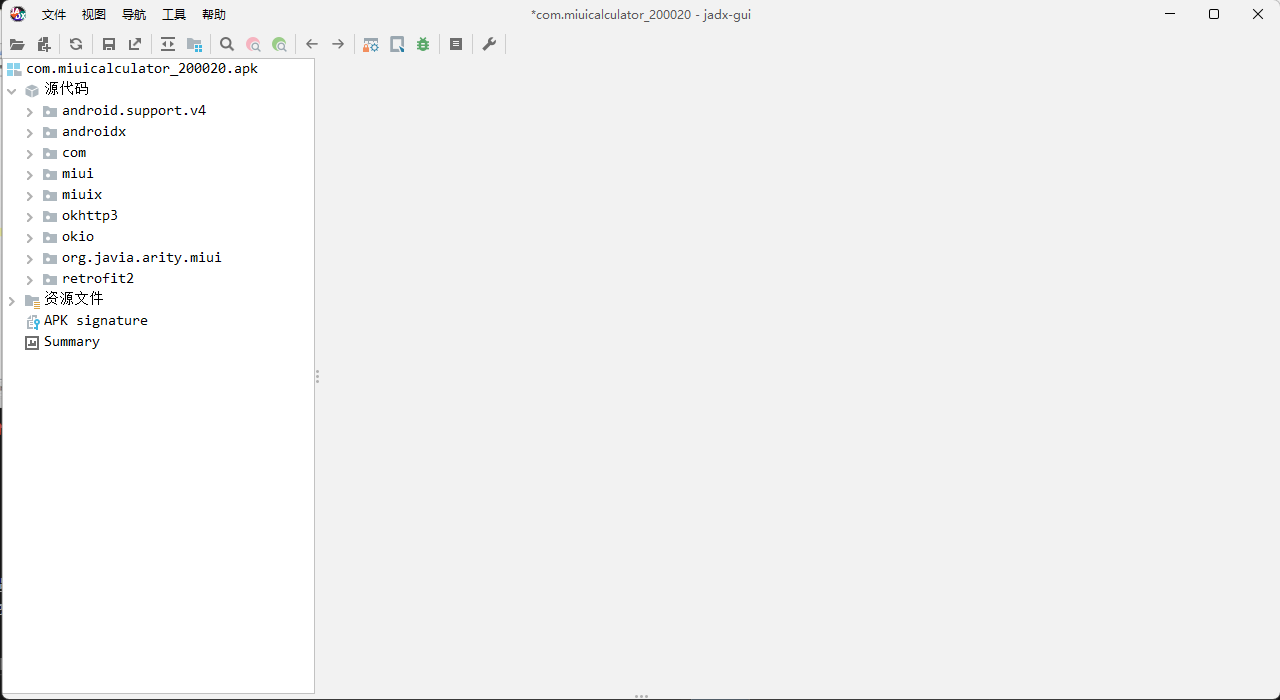 文件 视图 导航 工具 帮助 *com.miuicalculator_200020 - jadx-gui
com.miuicalculator_200020.apk
源代码
android.support.v4
androidx
com
miui
miuix
okhttp3
okio
org.javia.arity.miui
retrofit2
资源文件
APK signature
Summary